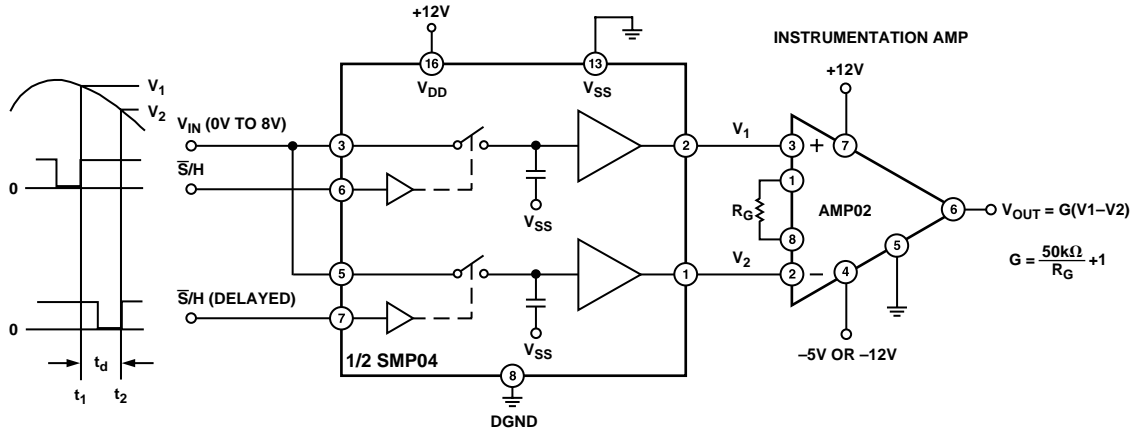 +12V
INSTRUMENTATION AMP
16
13
VDD
VSS
+12V
V1
V2
VIN (0V TO 8V)
3
2
V1
3
+
7
S̅/H
0
6
VSS
1
RG
AMP02
8
6
VOUT = G(V1–V2)
5
1
V2
2
–
4
5
G = 50kΩ/RG +1
S̅/H (DELAYED)
0
7
VSS
–5V OR –12V
td
1/2 SMP04
8
t1
t2
DGND